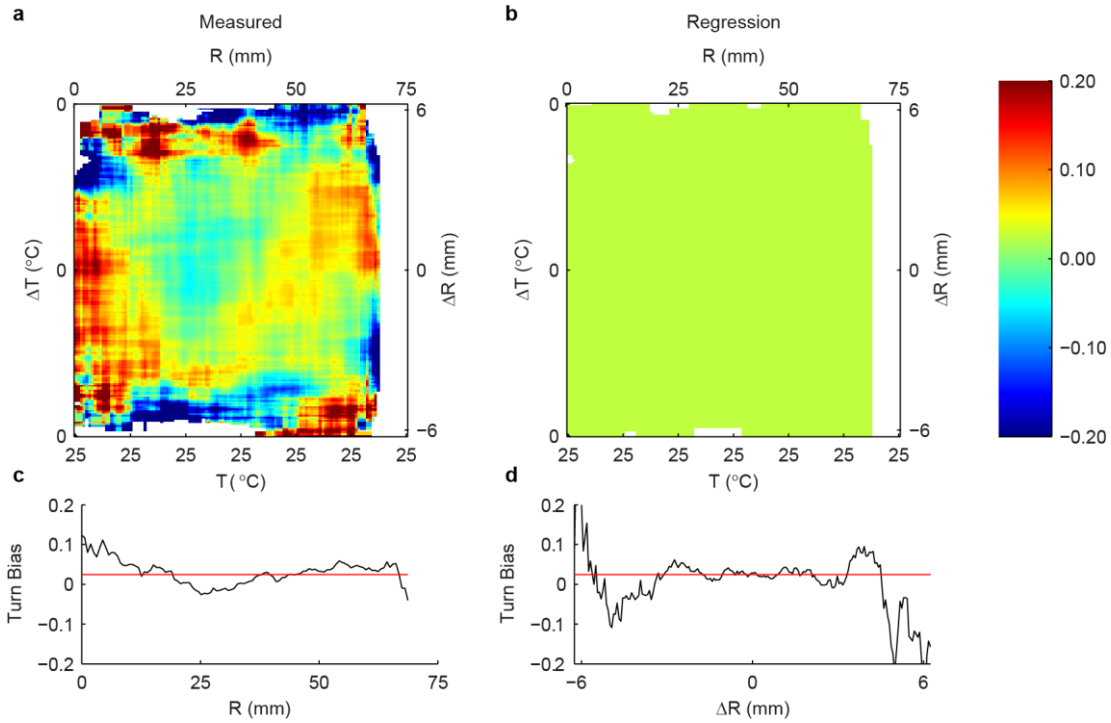 a
Measured
b
Regression
R (mm)
R (mm)
0 25 50 75
0 25 50 75
0
6
0
6
0.20
0.10
0.00
−0.10
−0.20
ΔT (°C)
0
0
ΔR (mm)
ΔT (°C)
0
0
ΔR (mm)
0
−6
0
−6
25 25 25 25 25 25
25 25 25 25 25 25
T ( °C)
T (°C)
c
d
Turn Bias
0.2
0.1
0
−0.1
−0.2
0 25 50 75
R (mm)
Turn Bias
0.2
0.1
0
−0.1
−0.2
−6 0 6
ΔR (mm)